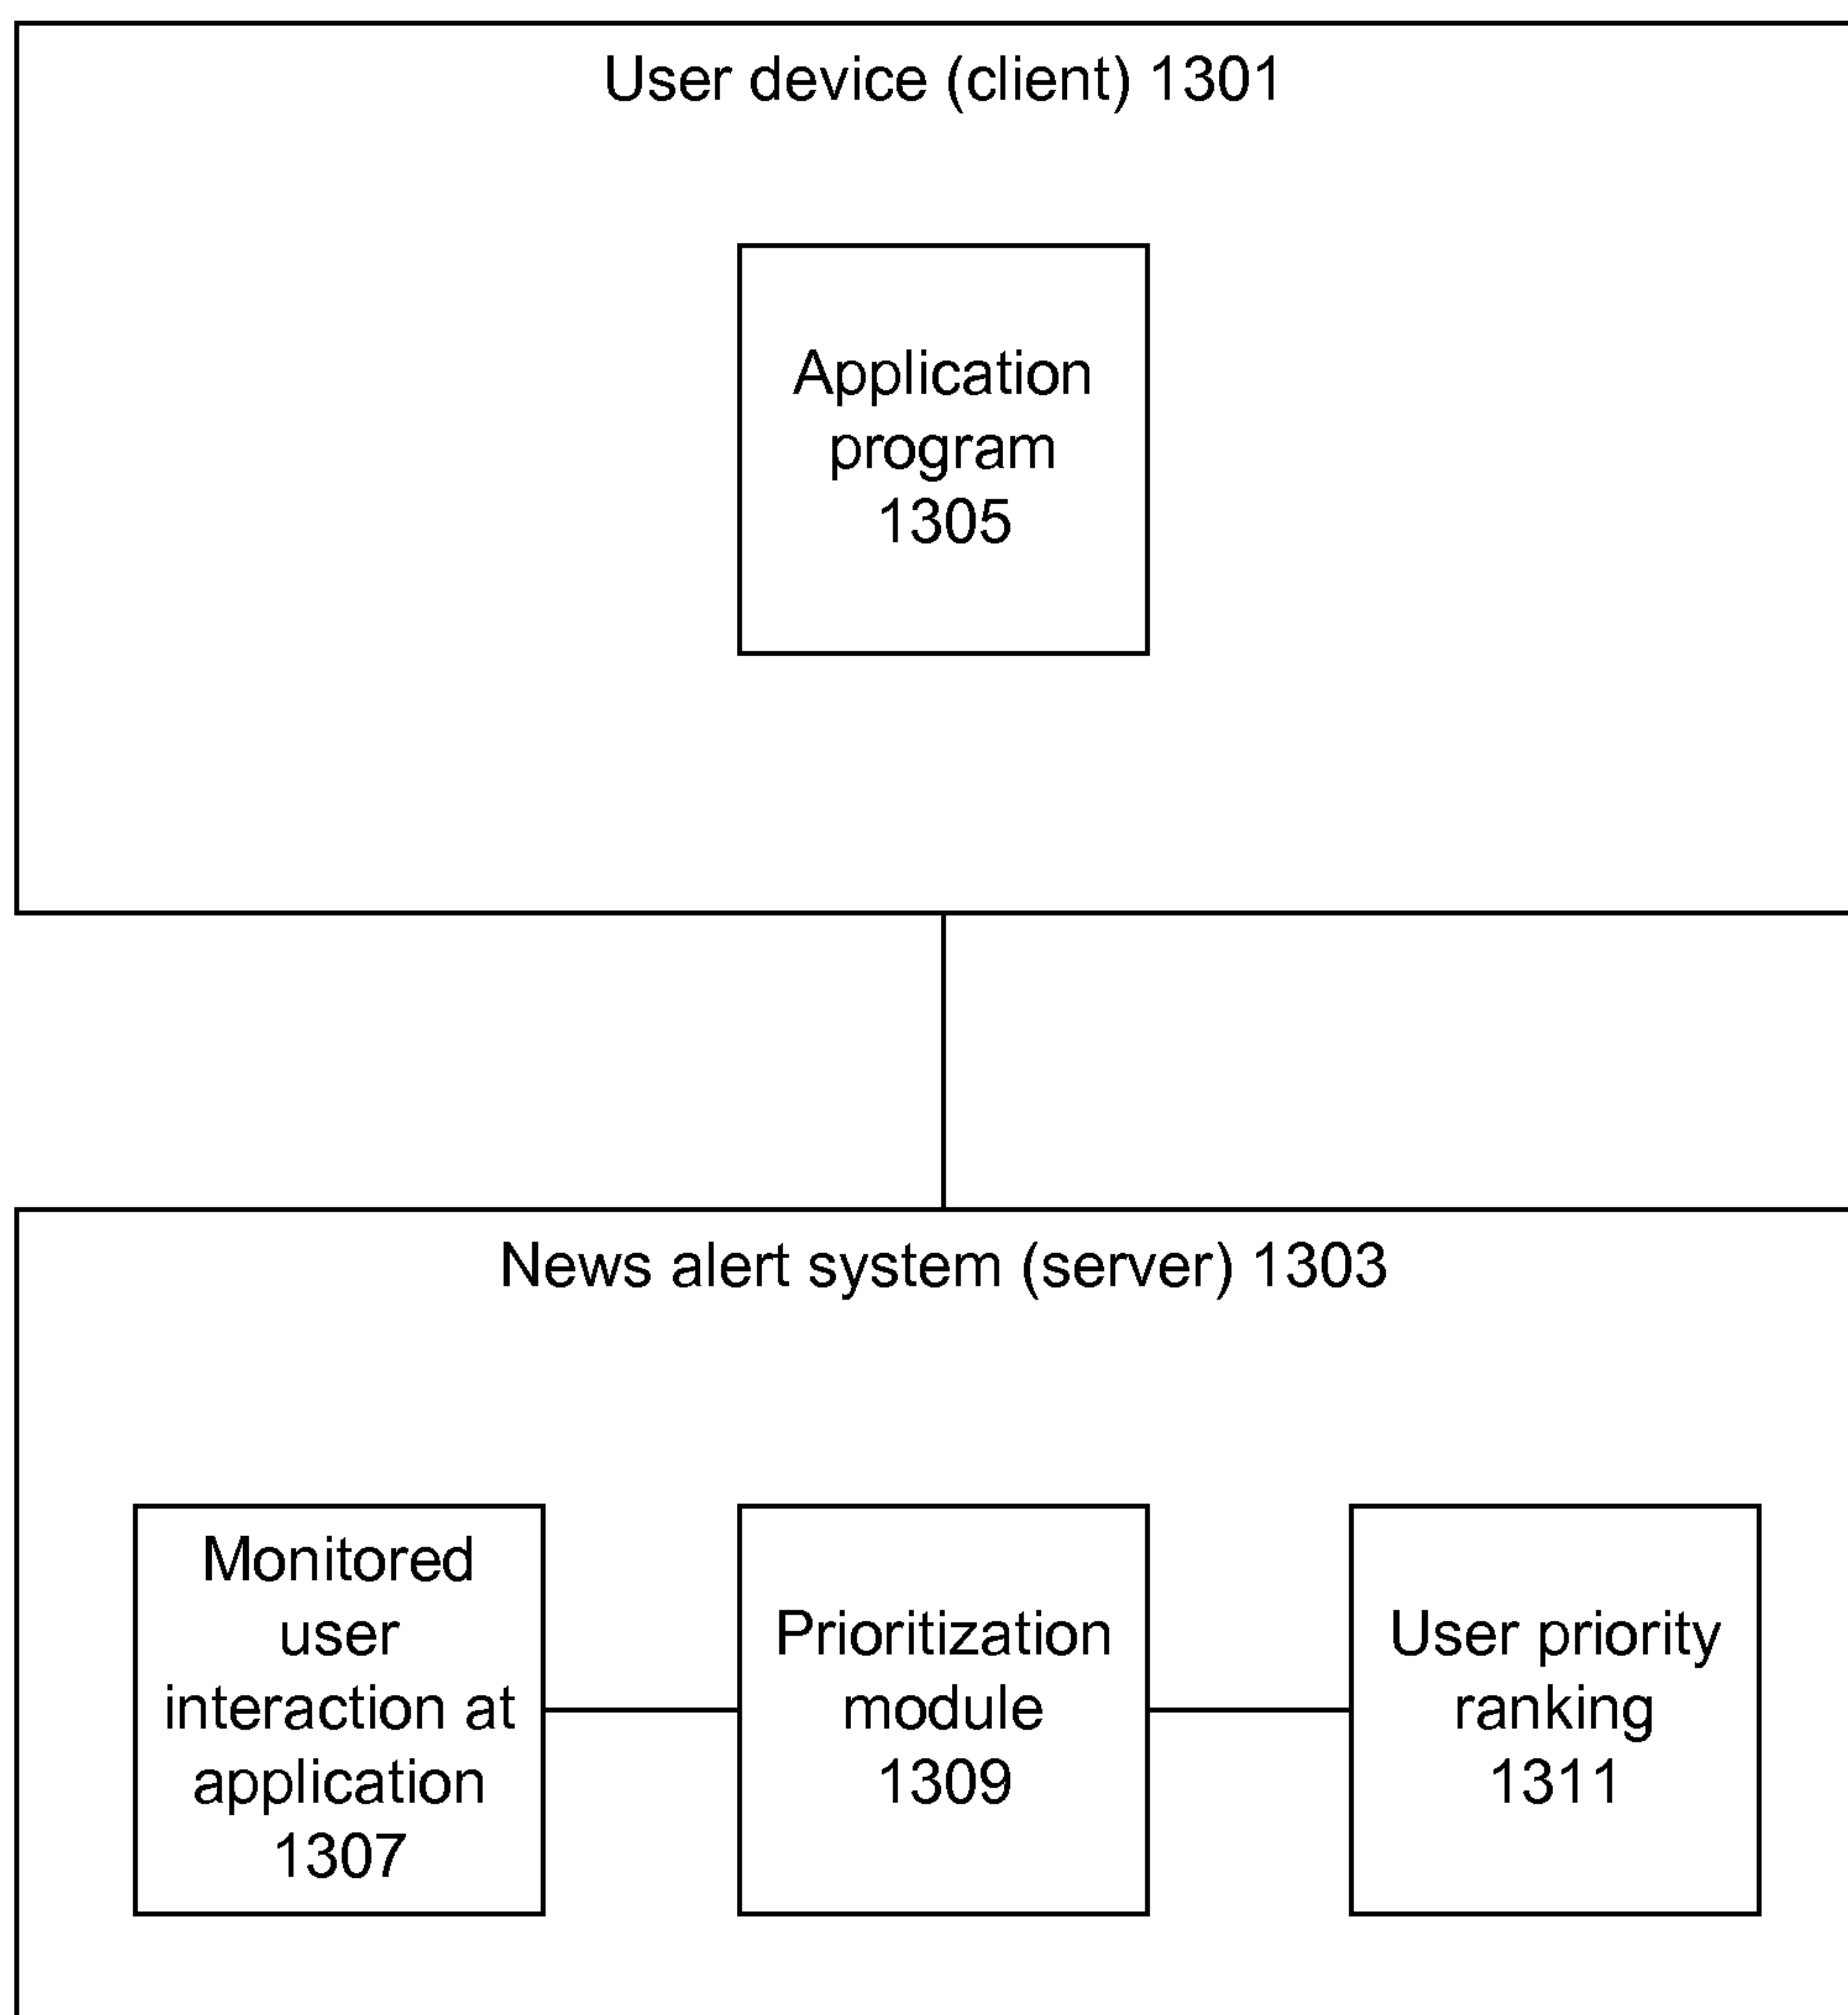 User device (client) 1301
Application
program
1305
News alert system (server) 1303
Monitored
user
interaction at
application
1307
Prioritization
module
1309
User priority
ranking
1311